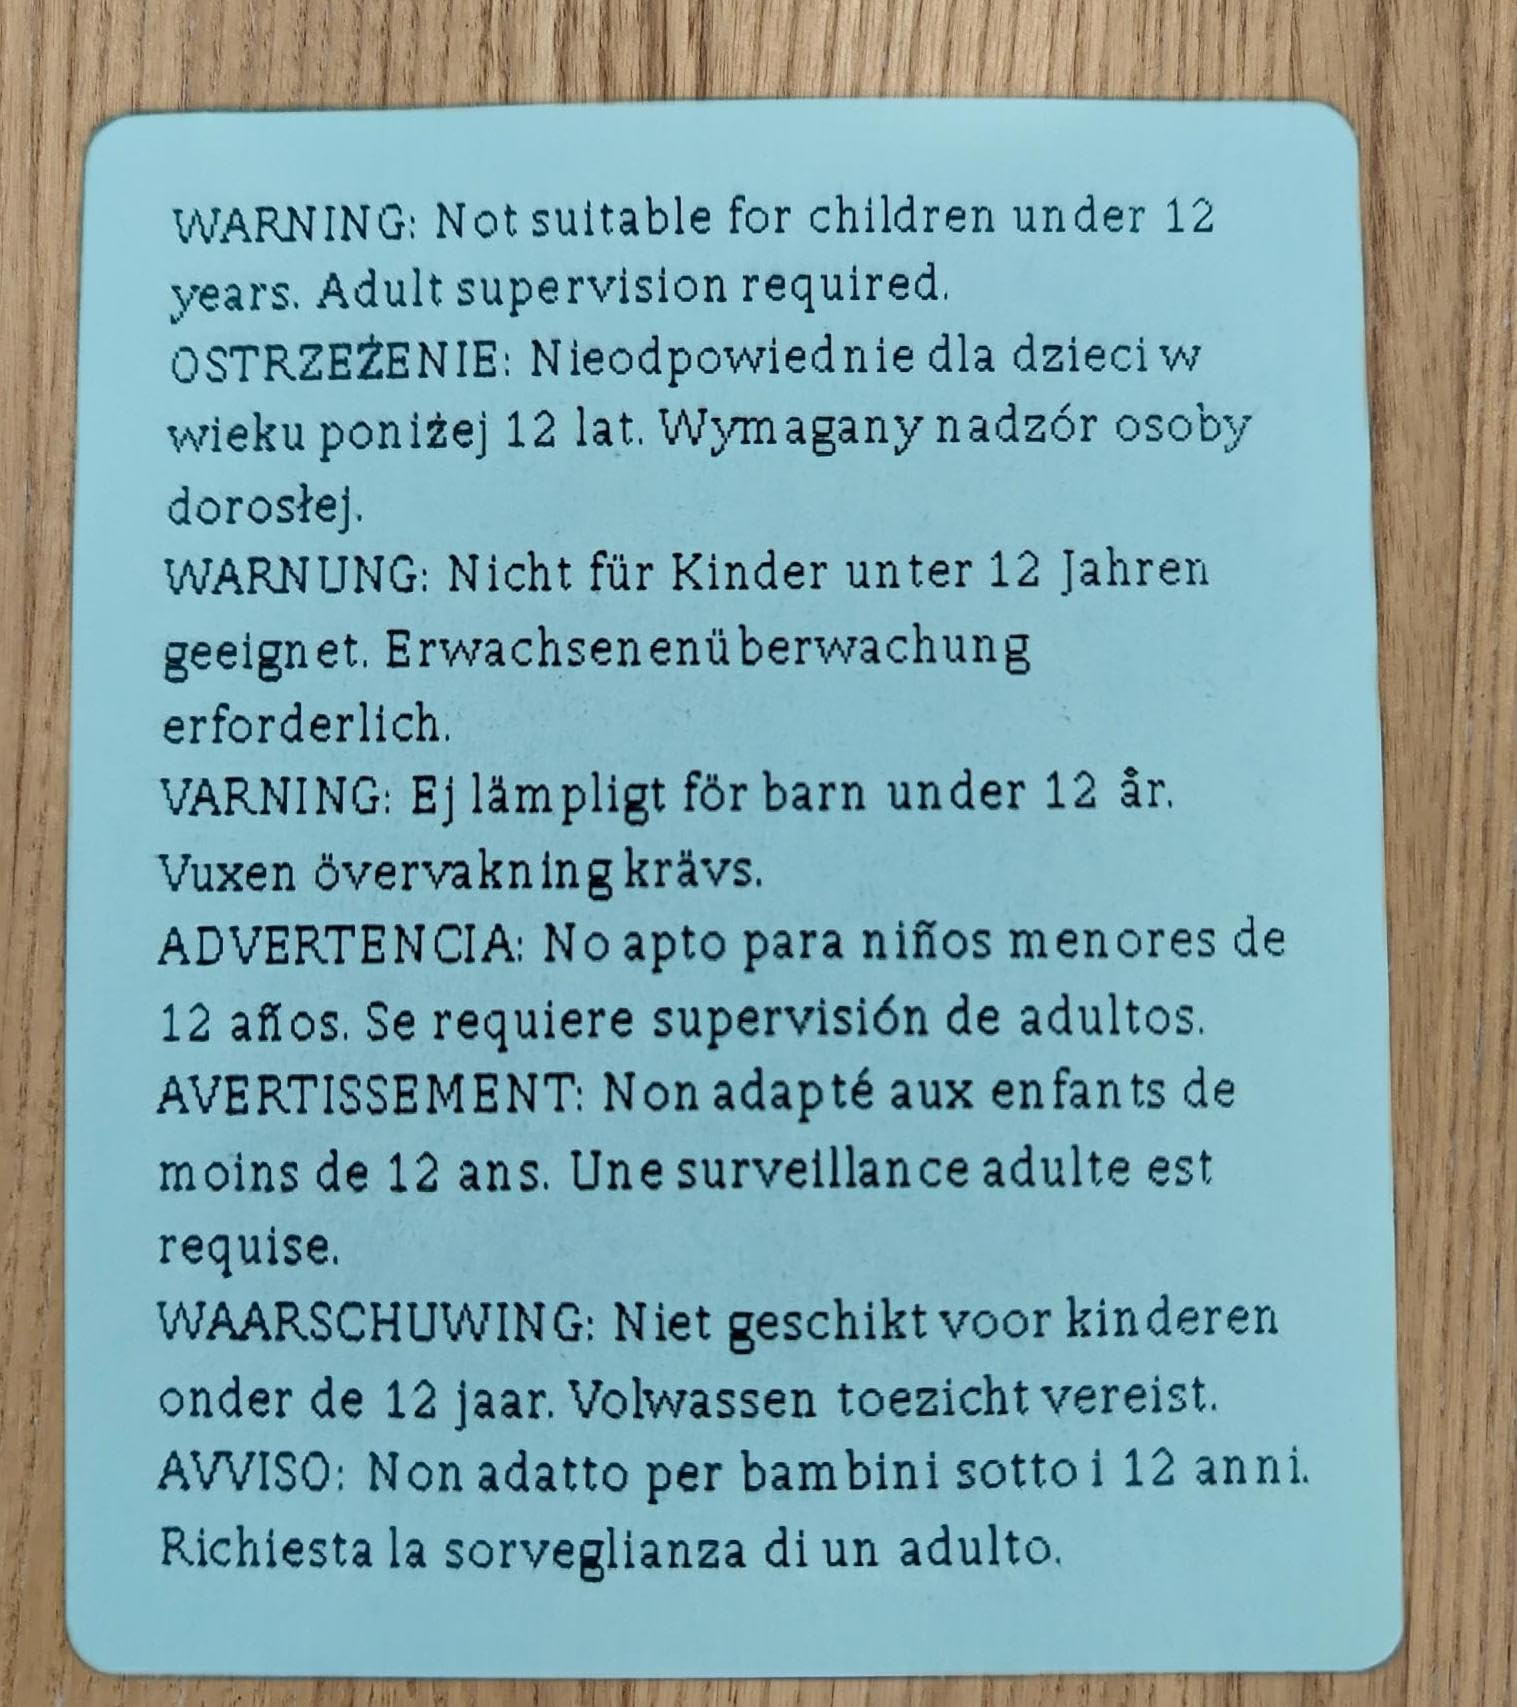 WARNING: Not suitable for children under 12
years. Adult supervision required.
OSTRZEŻENIE: Nieodpowiednie dla dzieci w
wieku poniżej 12 lat. Wymagany nadzór osoby
dorosłej.
WARNUNG: Nicht für Kinder unter 12 Jahren
geeignet. Erwachsenenüberwachung
erforderlich.
VARNING: Ej lämpligt för barn under 12 år.
Vuxen övervakning krävs.
ADVERTENCIA: No apto para niños menores de
12 años. Se requiere supervisión de adultos.
AVERTISSEMENT: Non adapté aux enfants de
moins de 12 ans. Une surveillance adulte est
requise.
WAARSCHUWING: Niet geschikt voor kinderen
onder de 12 jaar. Volwassen toezicht vereist.
AVVISO: Non adatto per bambini sotto i 12 anni.
Richiesta la sorveglianza di un adulto.